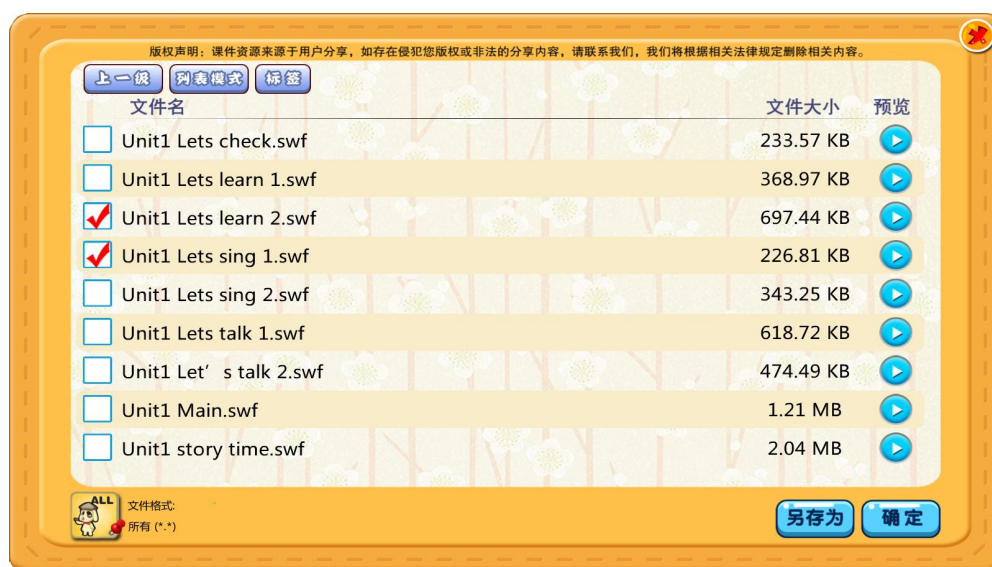 版权声明：课件资源来源于用户分享，如存在侵犯您版权或非法的分享内容，请联系我们，我们将根据相关法律规定删除相关内容。
上一级 列表模式 标签
文件名 文件大小 预览
Unit1 Lets check.swf 233.57 KB
Unit1 Lets learn 1.swf 368.97 KB
Unit1 Lets learn 2.swf 697.44 KB
Unit1 Lets sing 1.swf 226.81 KB
Unit1 Lets sing 2.swf 343.25 KB
Unit1 Lets talk 1.swf 618.72 KB
Unit1 Let’s talk 2.swf 474.49 KB
Unit1 Main.swf 1.21 MB
Unit1 story time.swf 2.04 MB
ALL 文件格式:
所有 (*.*)
另存为 确定